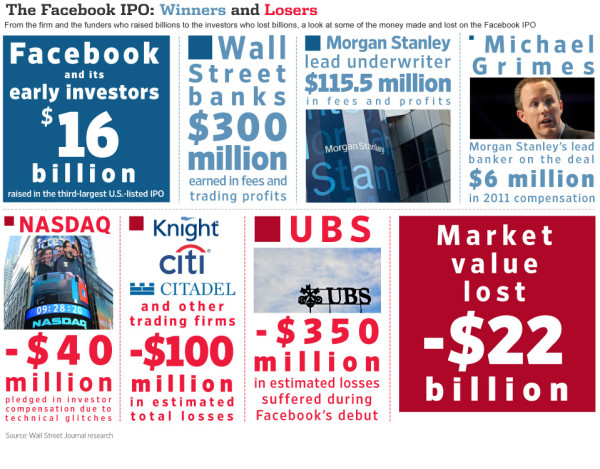 The Facebook IPO: Winners and Losers
From the firm and the funders who raised billions to the investors who lost billions, a look at some of the money made and lost on the Facebook IPO
Facebook
and its
early investors
$16
billion
raised in the third-largest U.S.-listed IPO
Wall
Street
banks
$300
million
earned in fees and
trading profits
Morgan Stanley
lead underwriter
$115.5 million
in fees and profits
Morgan Stanley
Morgan
Stan
Michael
Grimes
Morgan Stanley's lead
banker on the deal
$6 million
in 2011 compensation
NASDAQ
09:28:20
NASDAQ
-$40
million
pledged in investor
compensation due to
technical glitches
Knight
citi
CITADEL
and other
trading firms
-$100
million
in estimated
total losses
UBS
UBS
-$350
million
in estimated losses
suffered during
Facebook's debut
Market
value
lost
-$22
billion
Source: Wall Street Journal research